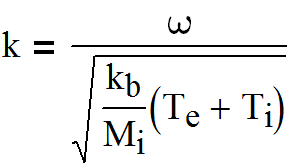 k = ω / √(k_b/M_i (T_e + T_i))